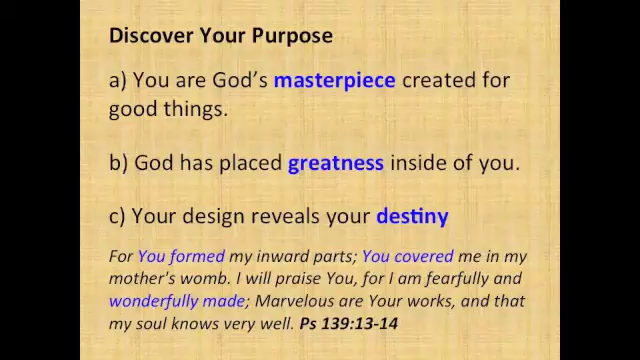 Discover Your Purpose
a) You are God’s masterpiece created for
good things.
b) God has placed greatness inside of you.
c) Your design reveals your destiny
For You formed my inward parts; You covered me in my
mother's womb. I will praise You, for I am fearfully and
wonderfully made; Marvelous are Your works, and that
my soul knows very well. Ps 139:13-14